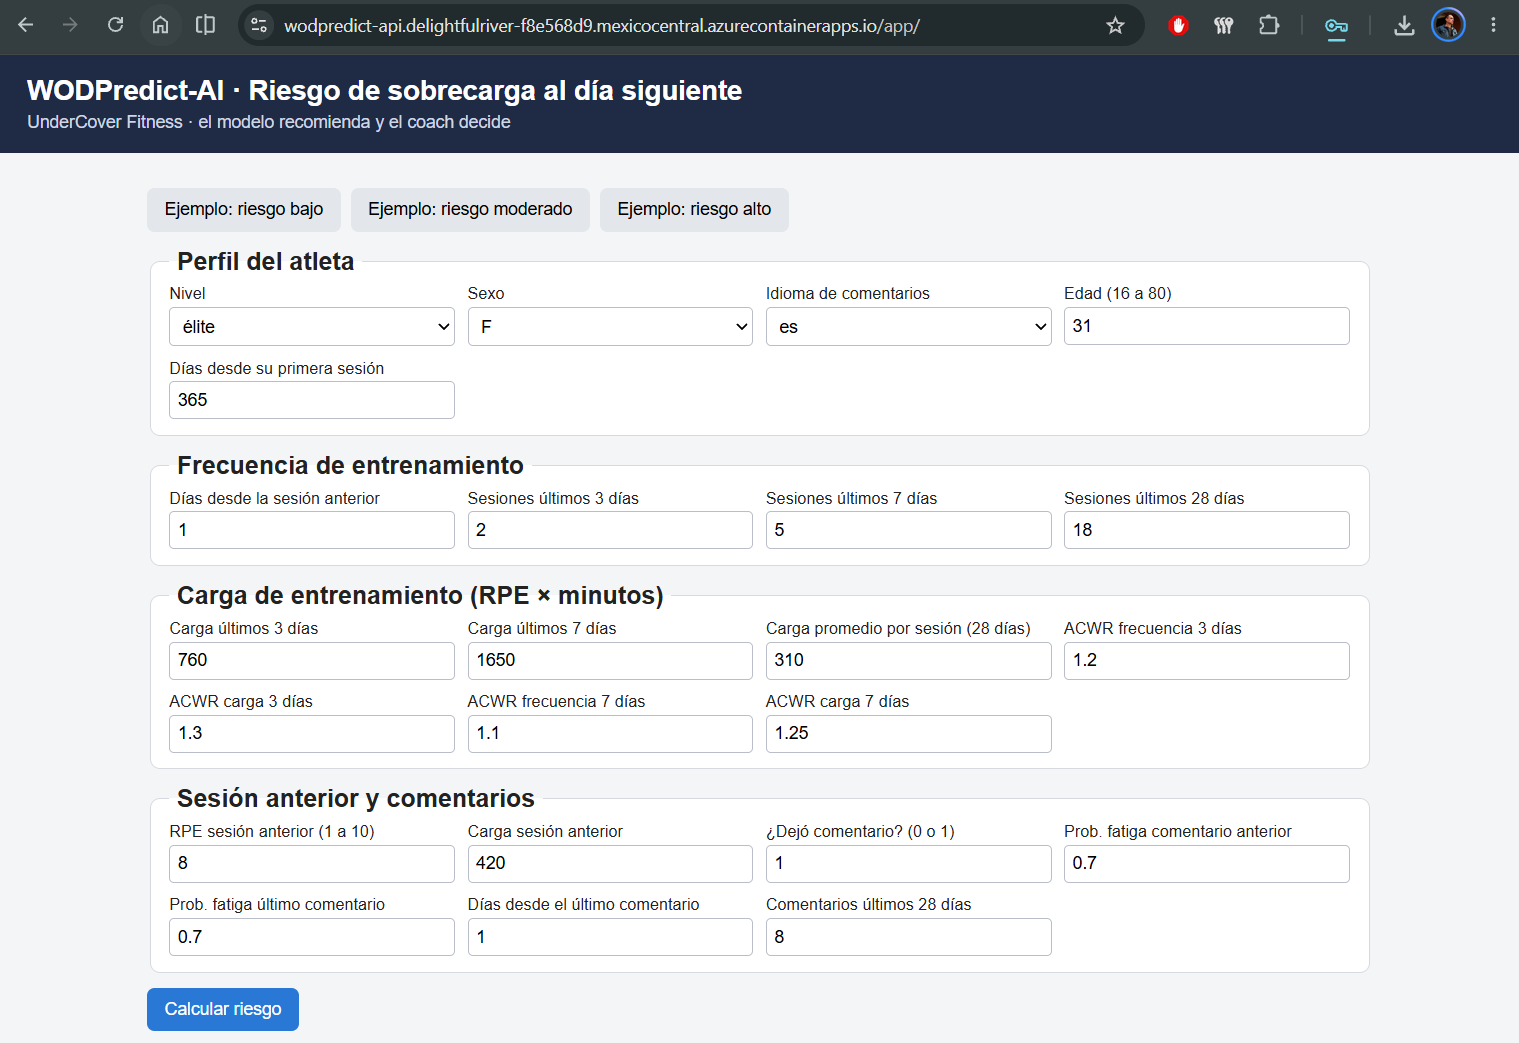 wodpredict-api.delightfulriver-f8e568d9.mexicocentral.azurecontainerapps.io/app/
WODPredict-AI · Riesgo de sobrecarga al día siguiente
UnderCover Fitness · el modelo recomienda y el coach decide
Ejemplo: riesgo bajo Ejemplo: riesgo moderado Ejemplo: riesgo alto
Perfil del atleta
Nivel Sexo Idioma de comentarios Edad (16 a 80)
élite F es 31
Días desde su primera sesión
365
Frecuencia de entrenamiento
Días desde la sesión anterior Sesiones últimos 3 días Sesiones últimos 7 días Sesiones últimos 28 días
1 2 5 18
Carga de entrenamiento (RPE × minutos)
Carga últimos 3 días Carga últimos 7 días Carga promedio por sesión (28 días) ACWR frecuencia 3 días
760 1650 310 1.2
ACWR carga 3 días ACWR frecuencia 7 días ACWR carga 7 días
1.3 1.1 1.25
Sesión anterior y comentarios
RPE sesión anterior (1 a 10) Carga sesión anterior ¿Dejó comentario? (0 o 1) Prob. fatiga comentario anterior
8 420 1 0.7
Prob. fatiga último comentario Días desde el último comentario Comentarios últimos 28 días
0.7 1 8
Calcular riesgo